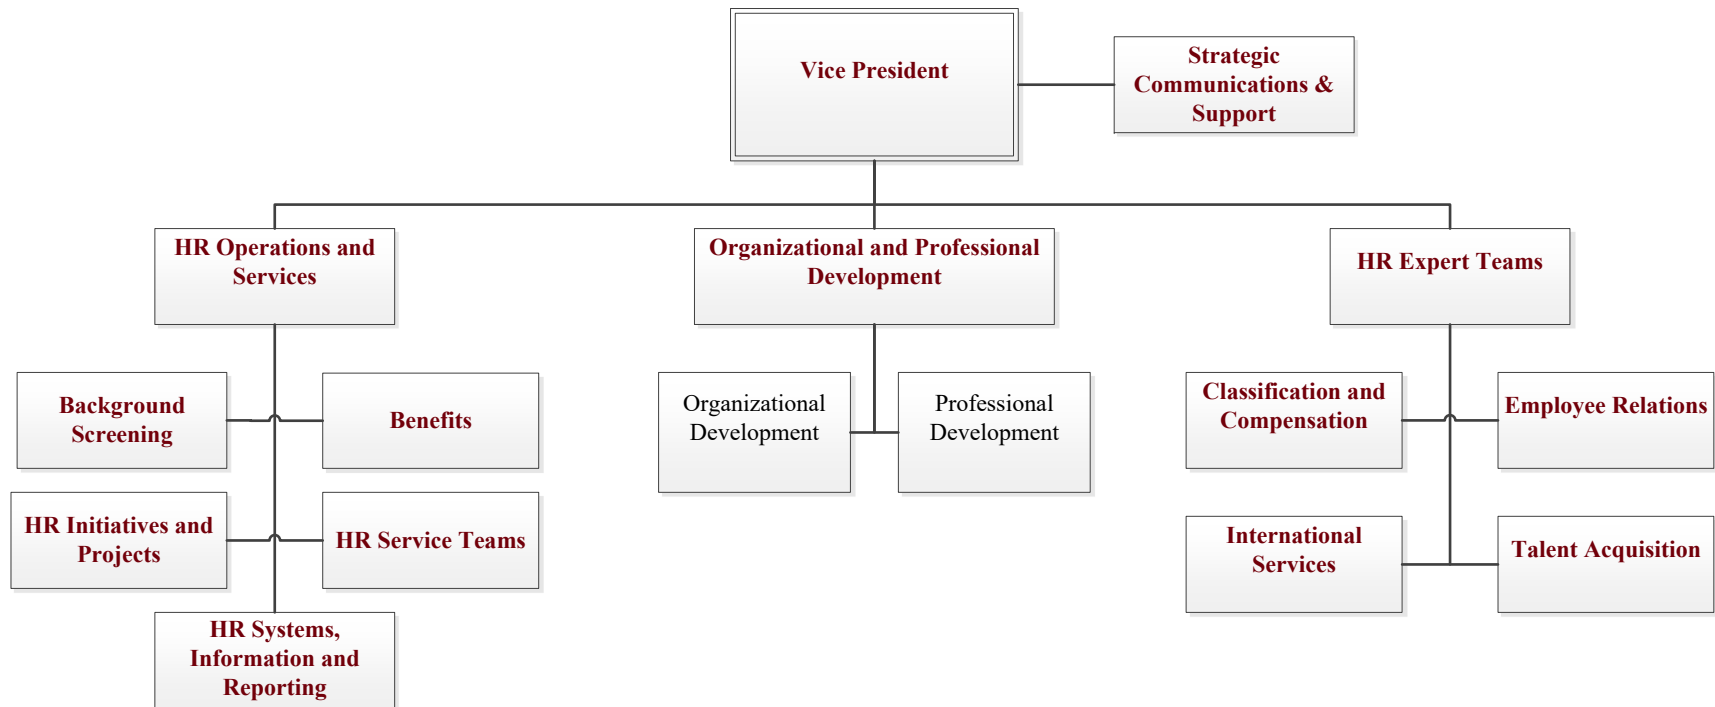 Vice President
Strategic
Communications &
Support
HR Operations and
Services
Organizational and Professional
Development
HR Expert Teams
Background
Screening
Benefits
Organizational
Development
Professional
Development
Classification and
Compensation
Employee Relations
HR Initiatives and
Projects
HR Service Teams
International
Services
Talent Acquisition
HR Systems,
Information and
Reporting